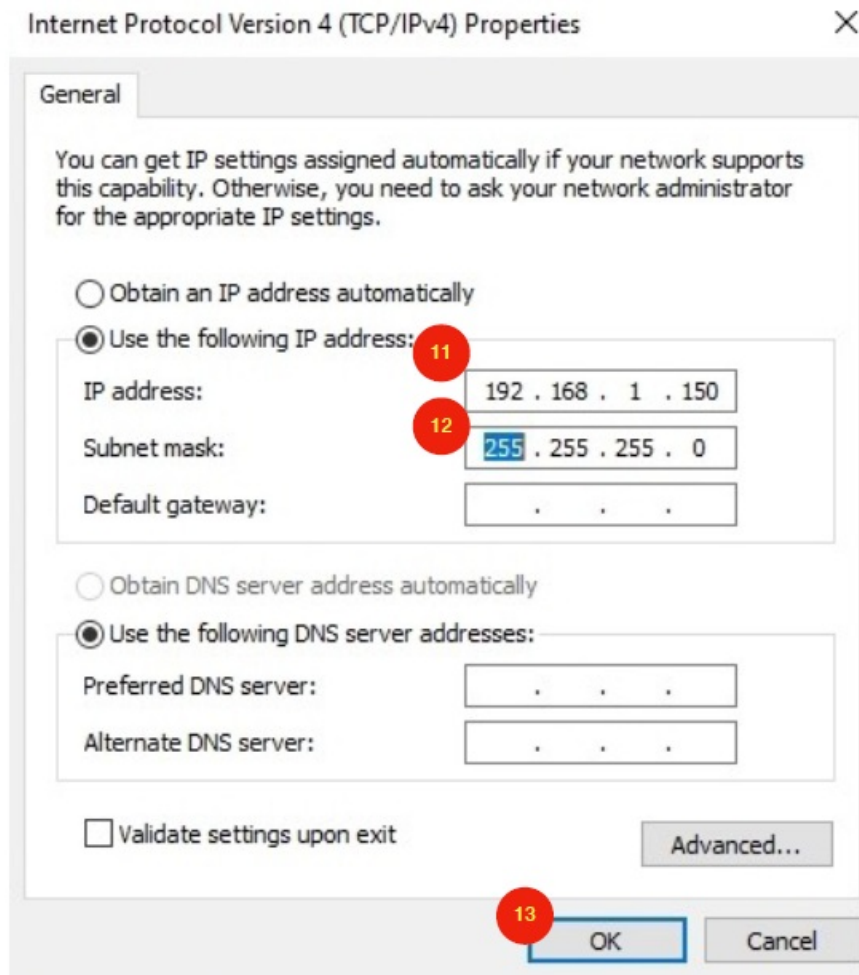 Internet Protocol Version 4 (TCP/IPv4) Properties
General
You can get IP settings assigned automatically if your network supports
this capability. Otherwise, you need to ask your network administrator
for the appropriate IP settings.
Obtain an IP address automatically
Use the following IP address:
11
IP address: 192 . 168 . 1 . 150
12
Subnet mask: 255 . 255 . 255 . 0
Default gateway: . . .
Obtain DNS server address automatically
Use the following DNS server addresses:
Preferred DNS server: . . .
Alternate DNS server: . . .
Validate settings upon exit
Advanced...
13
OK Cancel